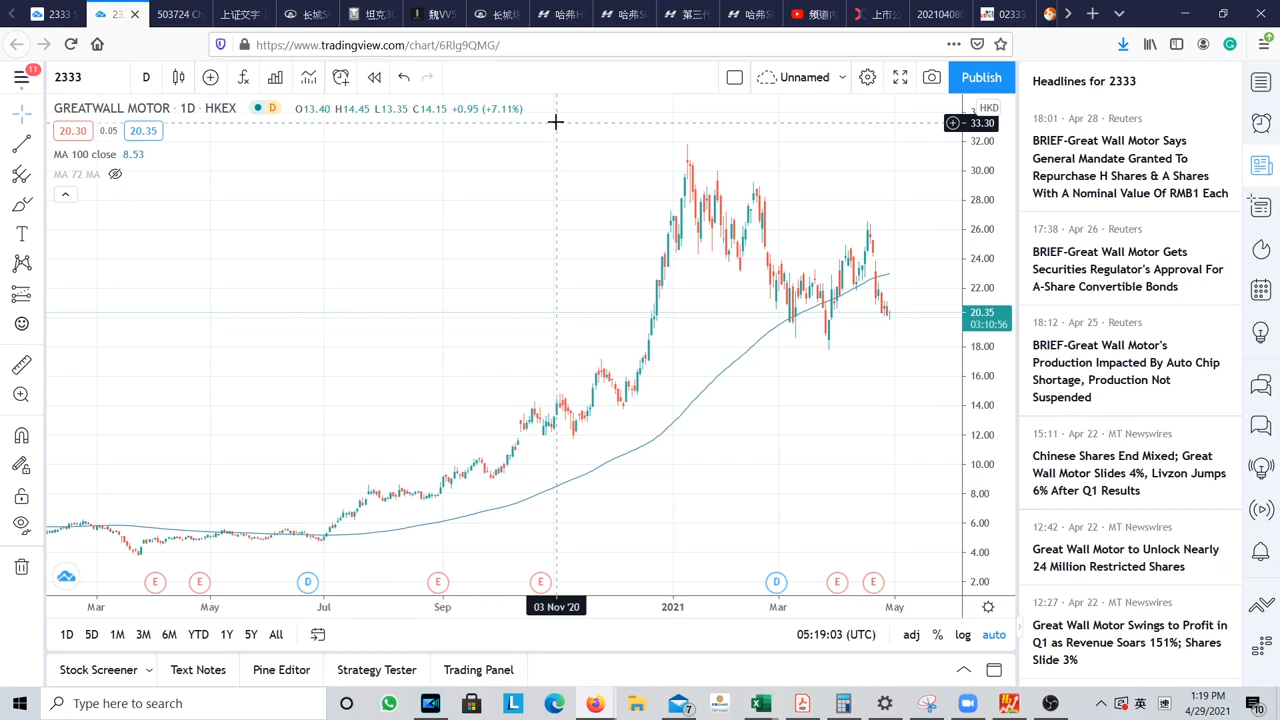 2333 S
2333
503724 C
上证交字
长城
坦克3
魏VV5
长城
哈弗H
哈弗S
第三代
哈弗S
频道
上市公
20210408
02333
https://www.tradingview.com/chart/6Rg9QMG/
11
2333
D
Unnamed
Publish
GREATWALL MOTOR · 1D · HKEX
D
O13.40 H14.45 L13.35 C14.15 +0.95 (+7.11%)
20.30
0.05
20.35
MA 100 close 8.53
MA 72 MA
HKD
33.30
32.00
30.00
28.00
26.00
24.00
22.00
20.35
03:10:56
18.00
16.00
14.00
12.00
10.00
8.00
6.00
4.00
2.00
E
E
D
E
E
D
E
E
Mar
May
Jul
Sep
03 Nov '20
2021
Mar
May
1D 5D 1M 3M 6M YTD 1Y 5Y All
05:19:03 (UTC)
adj % log auto
Stock Screener
Text Notes
Pine Editor
Strategy Tester
Trading Panel
Headlines for 2333
18:01 · Apr 28 · Reuters
BRIEF-Great Wall Motor Says
General Mandate Granted To
Repurchase H Shares & A Shares
With A Nominal Value Of RMB1 Each
17:38 · Apr 26 · Reuters
BRIEF-Great Wall Motor Gets
Securities Regulator's Approval For
A-Share Convertible Bonds
18:12 · Apr 25 · Reuters
BRIEF-Great Wall Motor's
Production Impacted By Auto Chip
Shortage, Production Not
Suspended
15:11 · Apr 22 · MT Newswires
Chinese Shares End Mixed; Great
Wall Motor Slides 4%, Livzon Jumps
6% After Q1 Results
12:42 · Apr 22 · MT Newswires
Great Wall Motor to Unlock Nearly
24 Million Restricted Shares
12:27 · Apr 22 · MT Newswires
Great Wall Motor Swings to Profit in
Q1 as Revenue Soars 151%; Shares
Slide 3%
Type here to search
7
英
1:19 PM
4/29/2021
10